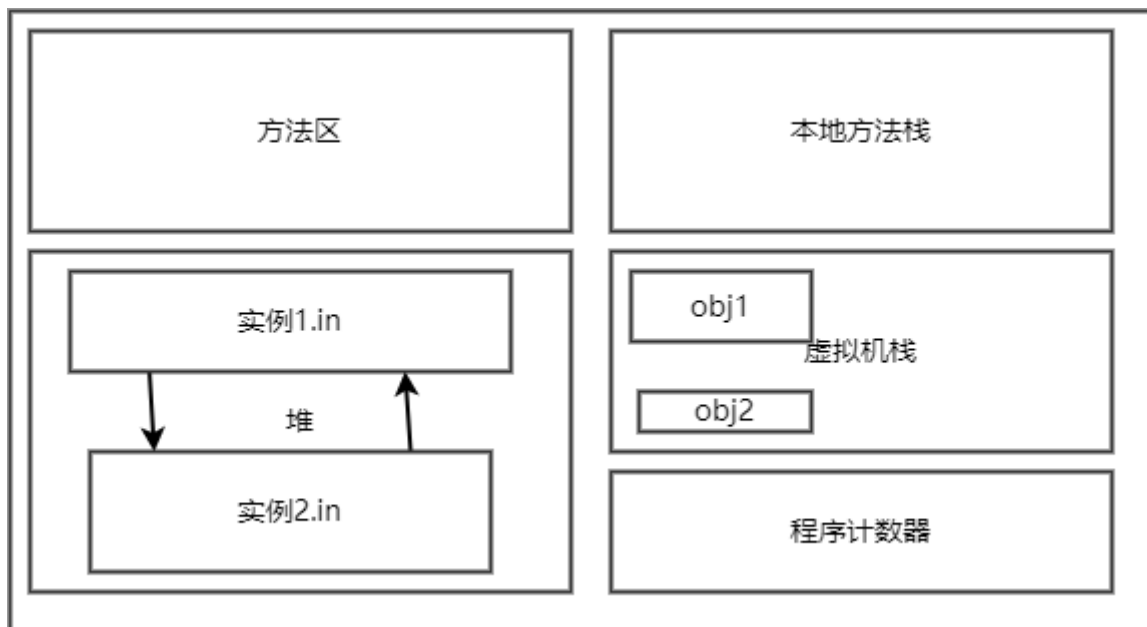 方法区
本地方法栈
实例1.in
堆
实例2.in
obj1
虚拟机栈
obj2
程序计数器